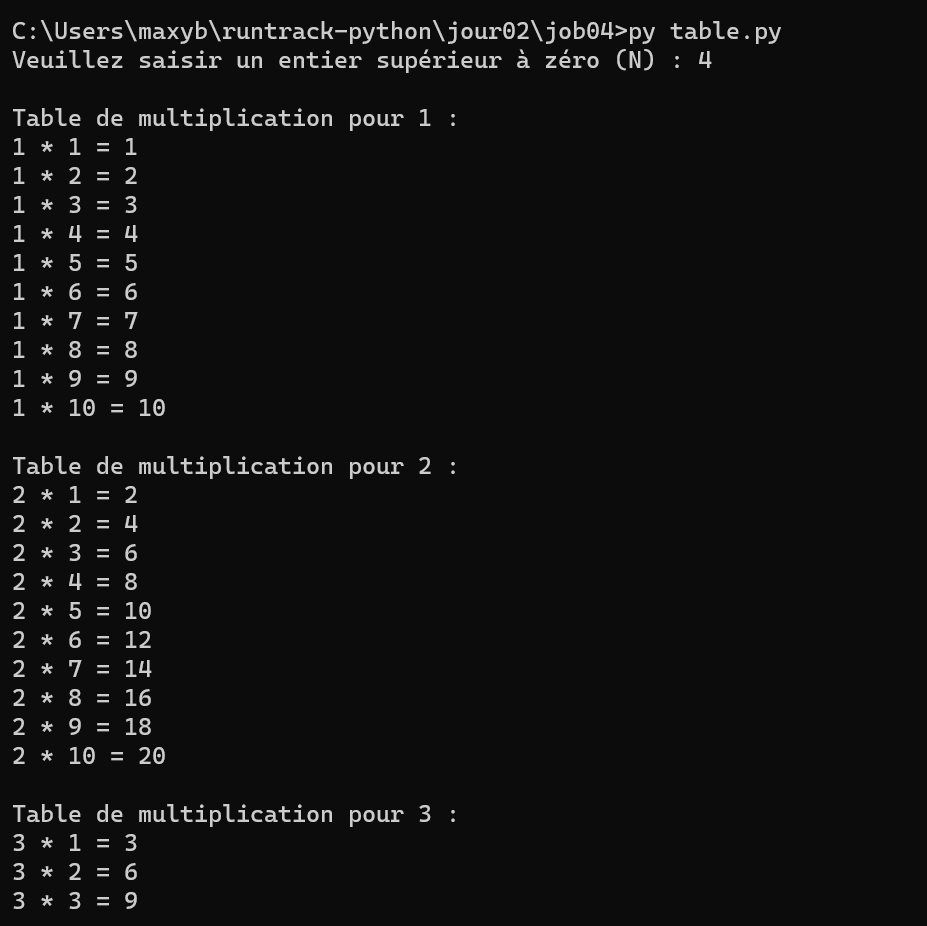 C:\Users\maxyb\runtrack-python\jour02\job04>py table.py
Veuillez saisir un entier supérieur à zéro (N) : 4
Table de multiplication pour 1 :
1 * 1 = 1
1 * 2 = 2
1 * 3 = 3
1 * 4 = 4
1 * 5 = 5
1 * 6 = 6
1 * 7 = 7
1 * 8 = 8
1 * 9 = 9
1 * 10 = 10
Table de multiplication pour 2 :
2 * 1 = 2
2 * 2 = 4
2 * 3 = 6
2 * 4 = 8
2 * 5 = 10
2 * 6 = 12
2 * 7 = 14
2 * 8 = 16
2 * 9 = 18
2 * 10 = 20
Table de multiplication pour 3 :
3 * 1 = 3
3 * 2 = 6
3 * 3 = 9